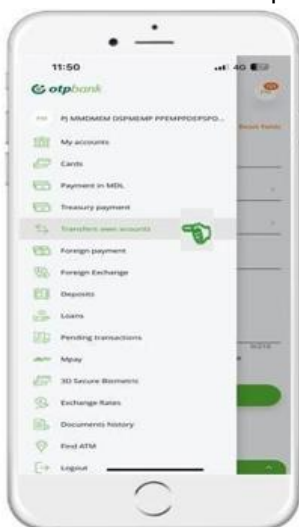 11:50
4G
otpbank
My accounts
Cards
Payment in MDL
Treasury payment
Transfers own accounts
Foreign payment
Foreign Exchange
Deposits
Loans
Pending transactions
Mpay
3D Secure Biometric
Exchange Rates
Documents history
Find ATM
Logout